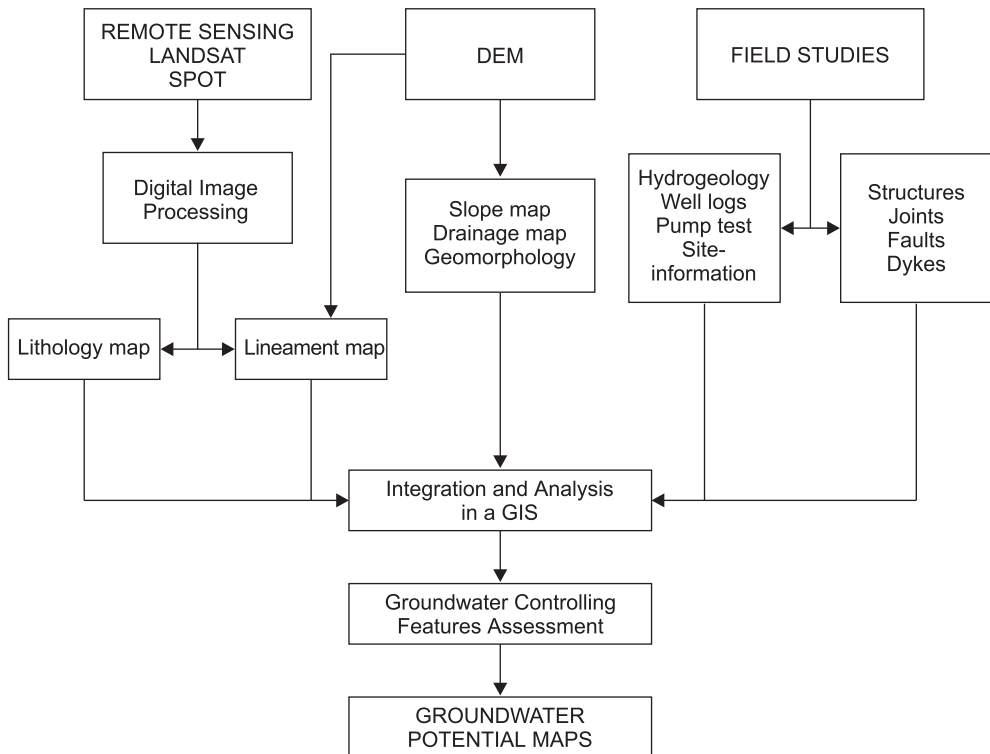 REMOTE SENSING
LANDSAT
SPOT
DEM
FIELD STUDIES
Digital Image
Processing
Slope map
Drainage map
Geomorphology
Hydrogeology
Well logs
Pump test
Site-
information
Structures
Joints
Faults
Dykes
Lithology map
Lineament map
Integration and Analysis
in a GIS
Groundwater Controlling
Features Assessment
GROUNDWATER
POTENTIAL MAPS